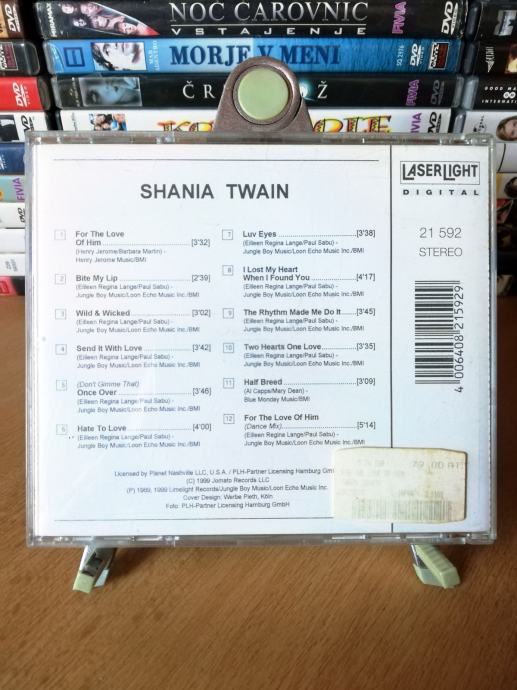 MIRAMAX
NOČ ČAROVNIC
VSTAJENJE
FIVIA
DVD
MORJE V MENI
DVD
FIVIA
DVD
FIVIA
SHANIA TWAIN
LASERLIGHT
DIGITAL
21 592
STEREO
4 006408 215929
1 For The Love
Of Him [3'32]
(Henry Jerome/Barbara Martin) -
Henry Jerome Music/BMI
2 Bite My Lip [2'39]
(Eilleen Regina Lange/Paul Sabu) -
Jungle Boy Music/Loon Echo Music Inc./BMI
3 Wild & Wicked [3'02]
(Eilleen Regina Lange/Paul Sabu) -
Jungle Boy Music/Loon Echo Music Inc./BMI
4 Send It With Love [3'42]
(Eilleen Regina Lange/Paul Sabu) -
Jungle Boy Music/Loon Echo Music Inc./BMI
5 (Don't Gimme That)
Once Over [3'46]
(Eilleen Regina Lange/Paul Sabu) -
Jungle Boy Music/Loon Echo Music Inc./BMI
6 Hate To Love [4'00]
(Eilleen Regina Lange/Paul Sabu) -
Jungle Boy Music/Loon Echo Music Inc./BMI
7 Luv Eyes [3'38]
(Eilleen Regina Lange/Paul Sabu) -
Jungle Boy Music/Loon Echo Music Inc./BMI
8 I Lost My Heart
When I Found You [4'17]
(Eilleen Regina Lange/Paul Sabu) -
Jungle Boy Music/Loon Echo Music Inc./BMI
9 The Rhythm Made Me Do It [3'45]
(Eilleen Regina Lange/Paul Sabu) -
Jungle Boy Music/Loon Echo Music Inc./BMI
10 Two Hearts One Love [3'35]
(Eilleen Regina Lange/Paul Sabu) -
Jungle Boy Music/Loon Echo Music Inc./BMI
11 Half Breed [3'09]
(Al Capps/Mary Dean) -
Blue Monday Music/BMI
12 For The Love Of Him
(Dance Mix) [5'14]
(Eilleen Regina Lange/Paul Sabu) -
Jungle Boy Music/Loon Echo Music Inc./BMI
Licensed by Planet Nashville LLC, U.S.A. / PLH-Partner Licensing Hamburg Gm
(C) 1999 Jomato Records LLC
(P) 1989, 1999 Limelight Records/Jungle Boy Music/Loon Echo Music Inc.
Cover Design: Werbe Pleth, Köln
Foto: PLH-Partner Licensing Hamburg GmbH